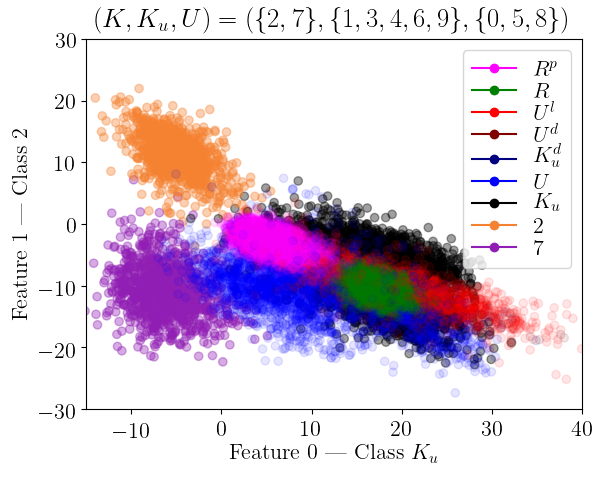 (K, K_u, U) = ({2, 7}, {1, 3, 4, 6, 9}, {0, 5, 8})
30
20
10
0
−10
−20
−30
−10
0
10
20
30
40
Feature 1 — Class 2
Feature 0 — Class K_u
R^p
R
U^l
U^d
K_u^d
U
K_u
2
7